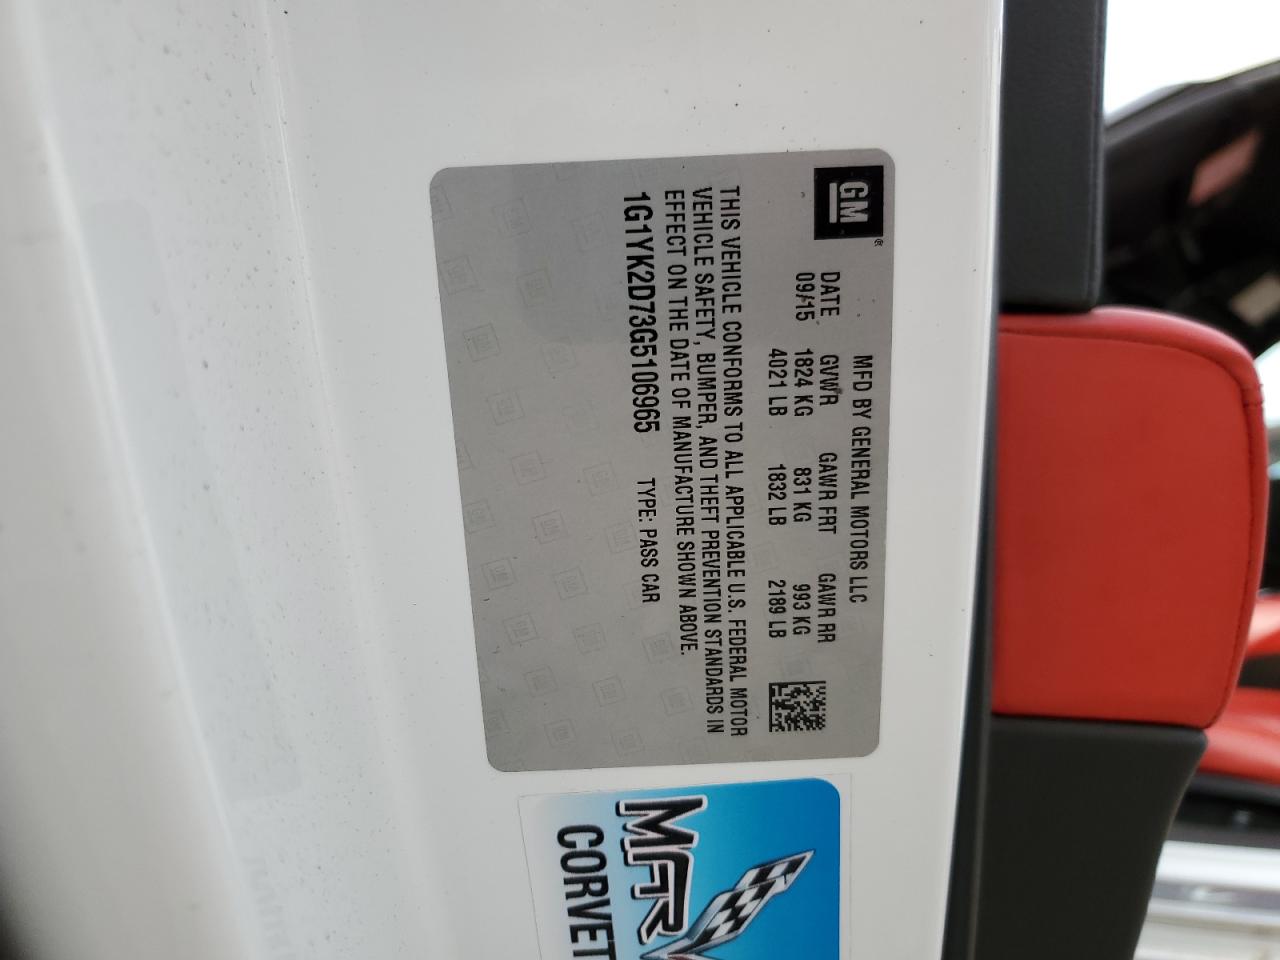 GM
®
MFD BY GENERAL MOTORS LLC
DATE GVWR GAWR FRT GAWR RR
09/15 1824 KG 831 KG 993 KG
4021 LB 1832 LB 2189 LB
THIS VEHICLE CONFORMS TO ALL APPLICABLE U.S. FEDERAL MOTOR
VEHICLE SAFETY, BUMPER, AND THEFT PREVENTION STANDARDS IN
EFFECT ON THE DATE OF MANUFACTURE SHOWN ABOVE.
1G1YK2D73G5106965 TYPE: PASS CAR
MAR
CORVET